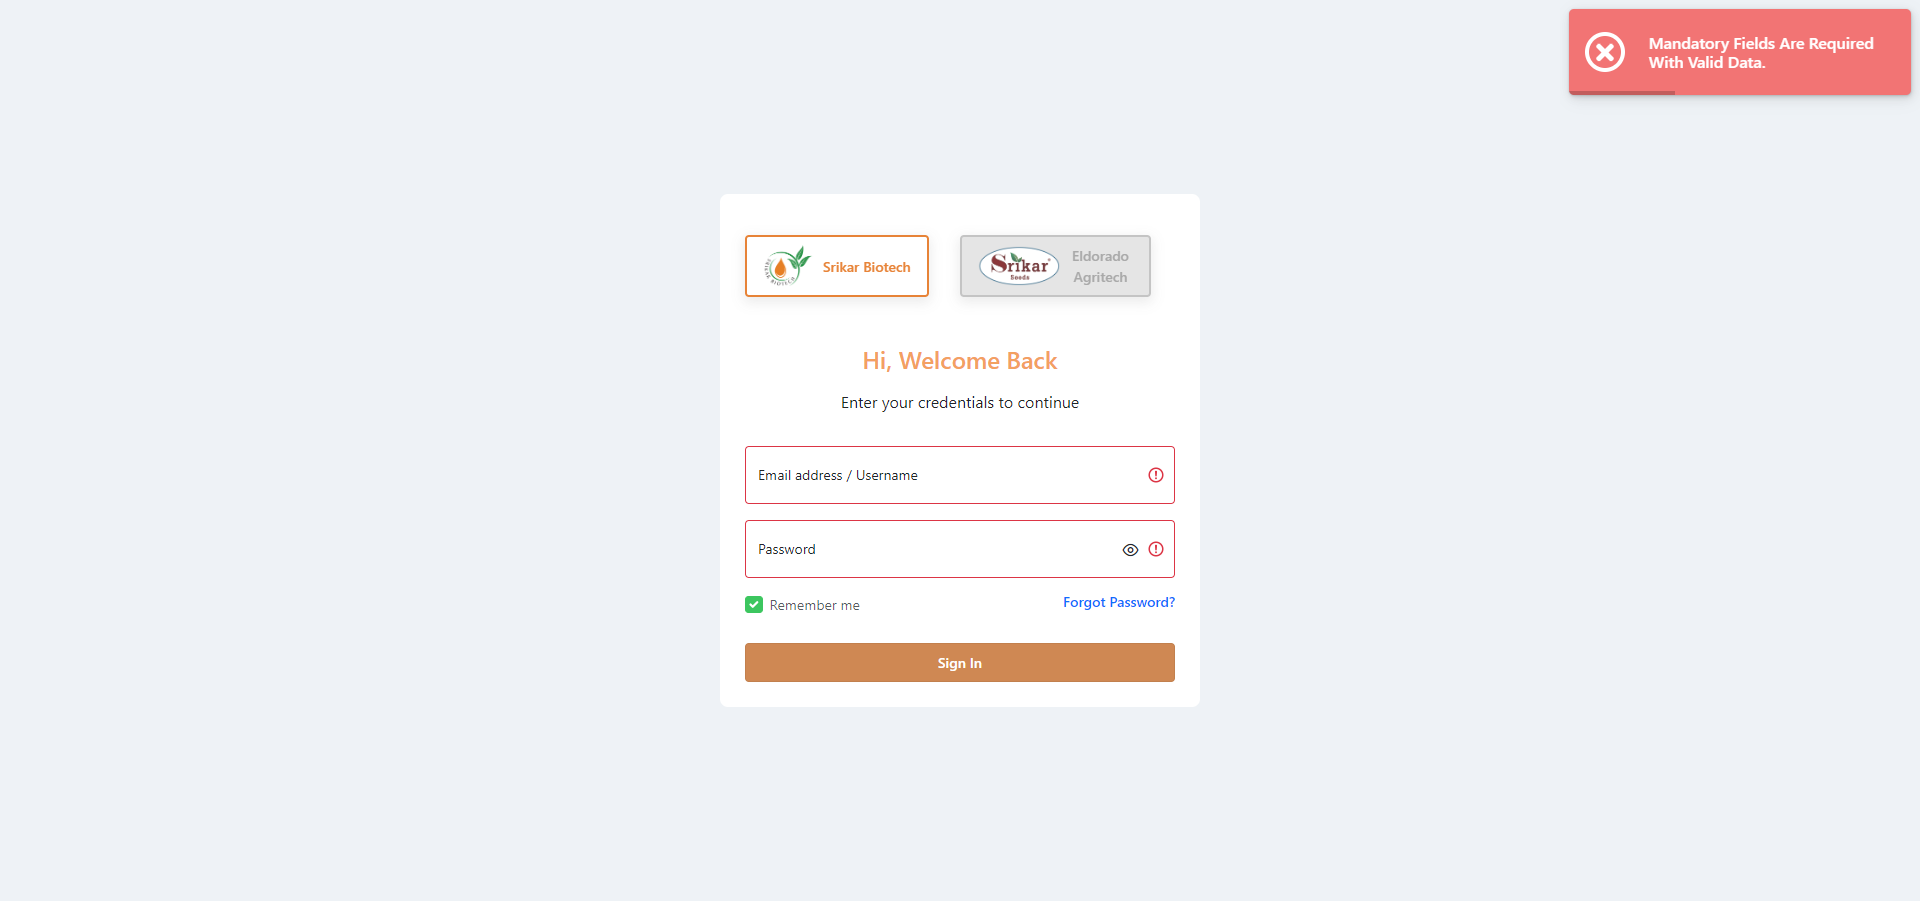 Mandatory Fields Are Required
With Valid Data.
Srikar Biotech
Srikar
Seeds
Eldorado
Agritech
Hi, Welcome Back
Enter your credentials to continue
Email address / Username
Password
Remember me
Forgot Password?
Sign In